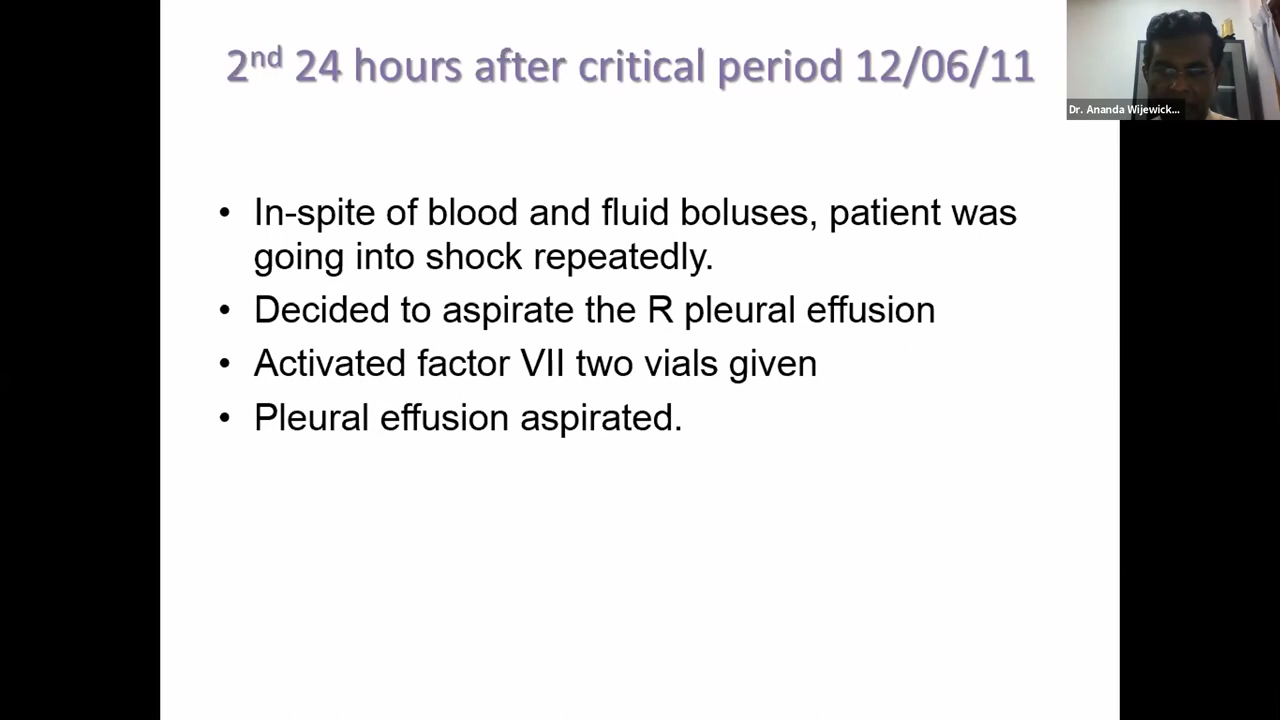 2nd 24 hours after critical period 12/06/11
Dr. Ananda Wijewick...
• In-spite of blood and fluid boluses, patient was
going into shock repeatedly.
• Decided to aspirate the R pleural effusion
• Activated factor VII two vials given
• Pleural effusion aspirated.